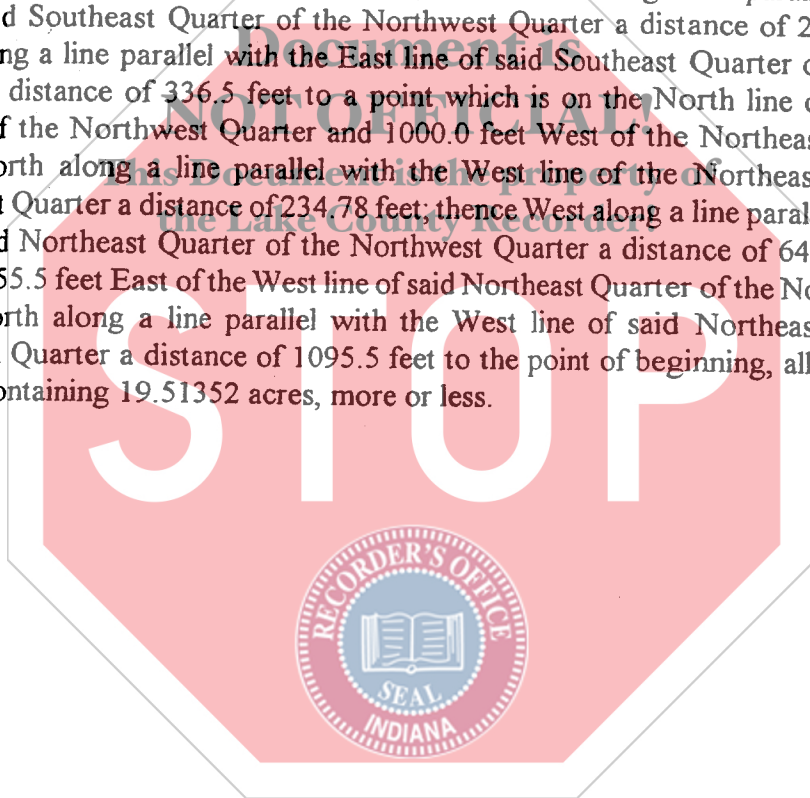 d Southeast Quarter of the Northwest Quarter a distance of 2
Document is
ng a line parallel with the East line of said Southeast Quarter
distance of 336.5 feet to a point which is on the North line
NOT OFFICIAL!
f the Northwest Quarter and 1000.0 feet West of the Northeas
orth along a line parallel with the West line of the Northeas
This Document is the property of
t Quarter a distance of 234.78 feet; thence West along a line paral
the Lake County Recorder!
d Northeast Quarter of the Northwest Quarter a distance of 64
55.5 feet East of the West line of said Northeast Quarter of the No
orth along a line parallel with the West line of said Northeas
Quarter a distance of 1095.5 feet to the point of beginning, all
ontaining 19.51352 acres, more or less.
STOP
RECORDER'S OFFICE
SEAL
INDIANA